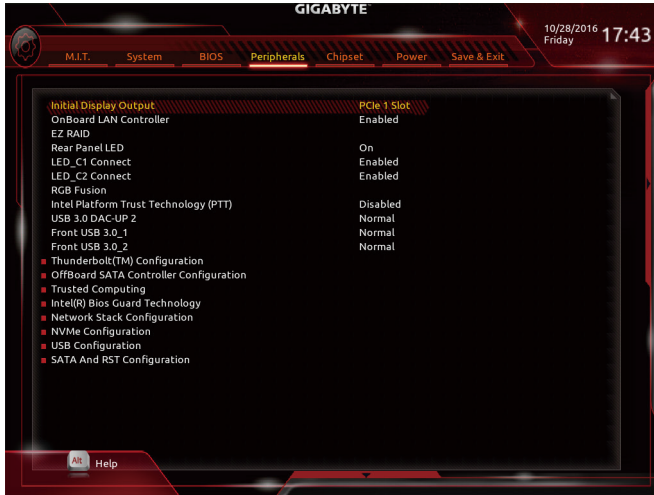 GIGABYTE™
10/28/2016 Friday 17:43
M.I.T. System BIOS Peripherals Chipset Power Save & Exit
Initial Display Output PCIe 1 Slot
OnBoard LAN Controller Enabled
EZ RAID
Rear Panel LED On
LED_C1 Connect Enabled
LED_C2 Connect Enabled
RGB Fusion
Intel Platform Trust Technology (PTT) Disabled
USB 3.0 DAC-UP 2 Normal
Front USB 3.0_1 Normal
Front USB 3.0_2 Normal
Thunderbolt(TM) Configuration
OffBoard SATA Controller Configuration
Trusted Computing
Intel(R) Bios Guard Technology
Network Stack Configuration
NVMe Configuration
USB Configuration
SATA And RST Configuration
Alt Help